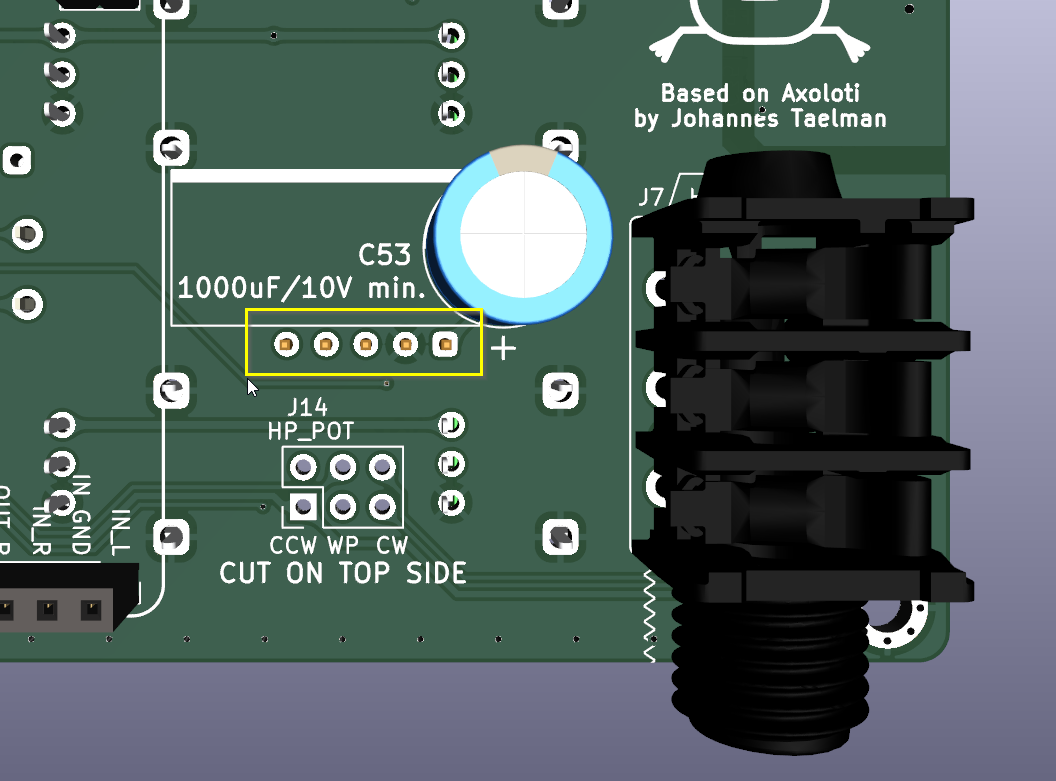 Based on Axoloti
by Johannes Taelman
J7
C53
1000uF/10V min.
+
J14
HP_POT
IN_R
IN_GND
IN_L
CCW WP CW
CUT ON TOP SIDE